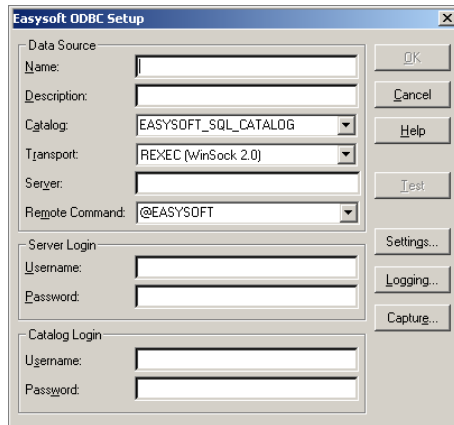 Easysoft ODBC Setup
Data Source
Name:
Description:
Catalog: EASYSOFT_SQL_CATALOG
Transport: REXEC (WinSock 2.0)
Server:
Remote Command: @EASYSOFT
Server Login
Username:
Password:
Catalog Login
Username:
Password:
OK
Cancel
Help
Test
Settings...
Logging...
Capture...